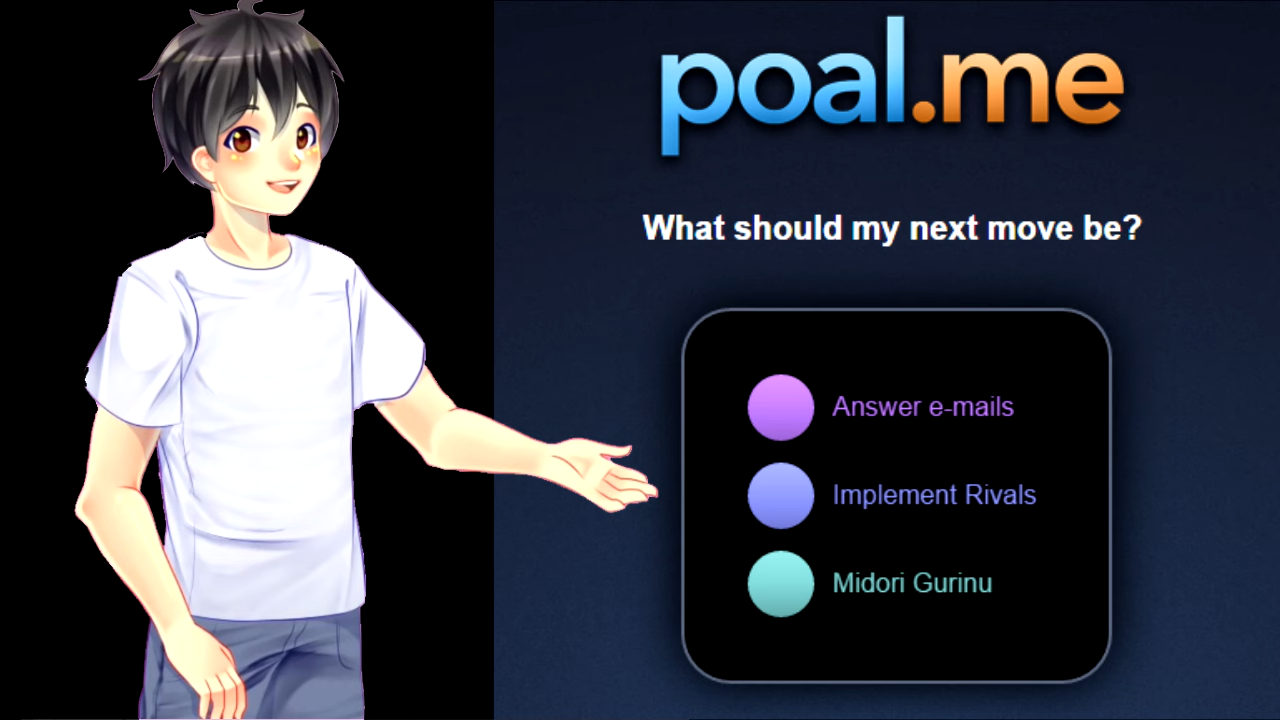 poal.me
What should my next move be?
Answer e-mails
Implement Rivals
Midori Gurinu